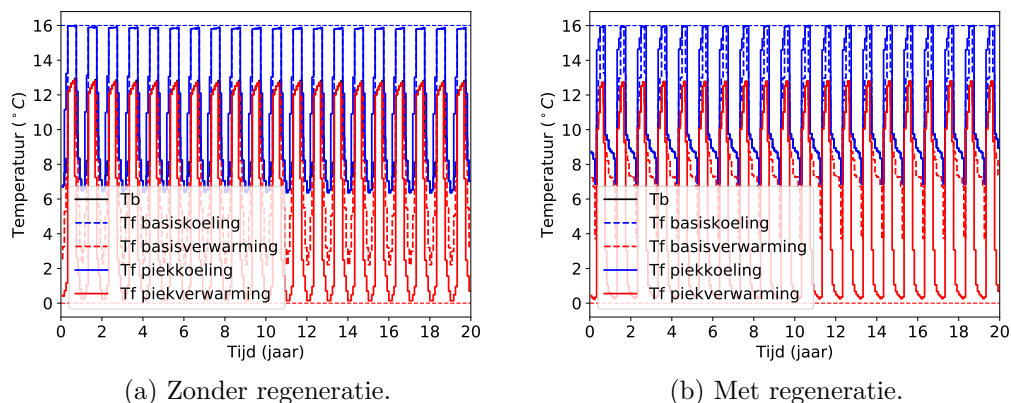 16
14
12
10
8
6
4
2
0
Temperatuur (°C)
Tb
Tf basiskoeling
Tf basisverwarming
Tf piekkoeling
Tf piekverwarming
0 2 4 6 8 10 12 14 16 18 20
Tijd (jaar)
(a) Zonder regeneratie.
16
14
12
10
8
6
4
2
0
Temperatuur (°C)
Tb
Tf basiskoeling
Tf basisverwarming
Tf piekkoeling
Tf piekverwarming
0 2 4 6 8 10 12 14 16 18 20
Tijd (jaar)
(b) Met regeneratie.